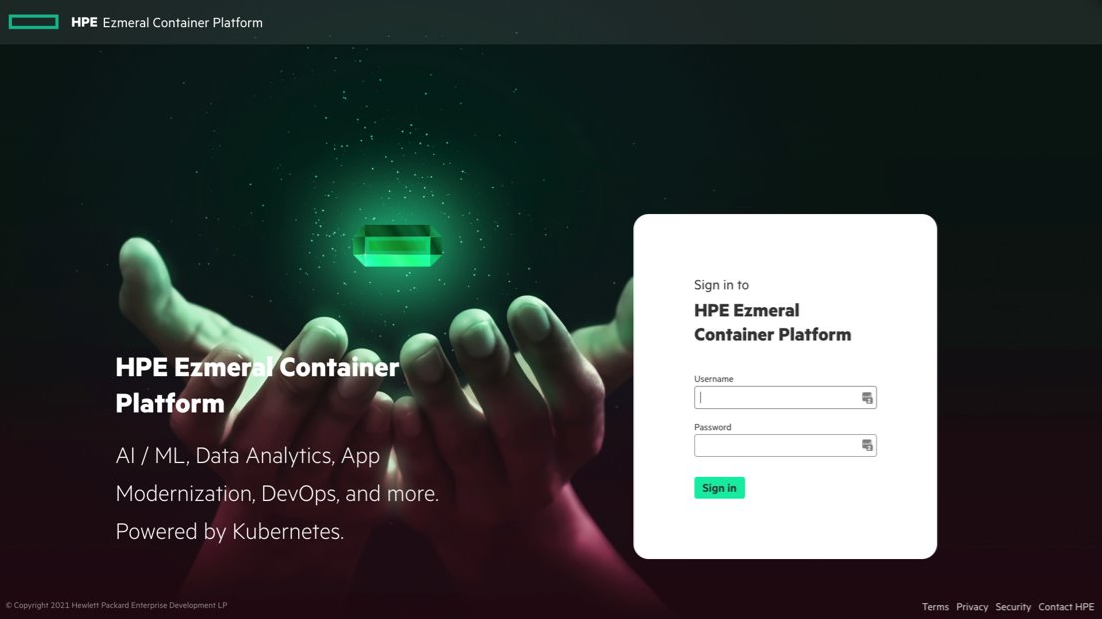 HPE Ezmeral Container Platform
HPE Ezmeral Container
Platform
AI / ML, Data Analytics, App
Modernization, DevOps, and more.
Powered by Kubernetes.
Sign in to
HPE Ezmeral
Container Platform
Username
Password
Sign in
© Copyright 2021 Hewlett Packard Enterprise Development LP
Terms Privacy Security Contact HPE